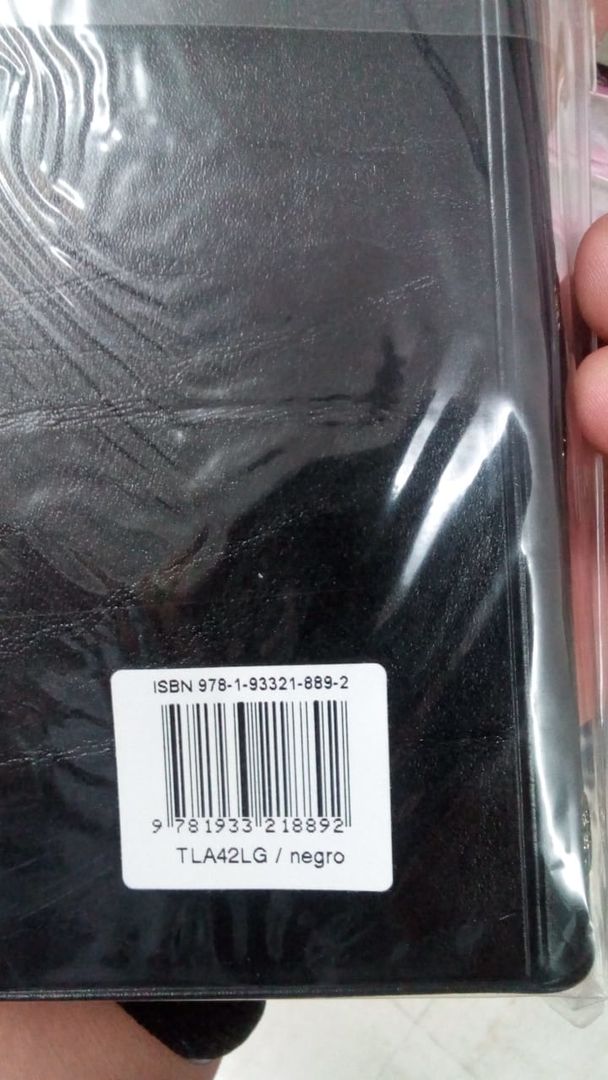 ISBN 978-1-93321-889-2
9 781933 218892
TLA42LG / negro